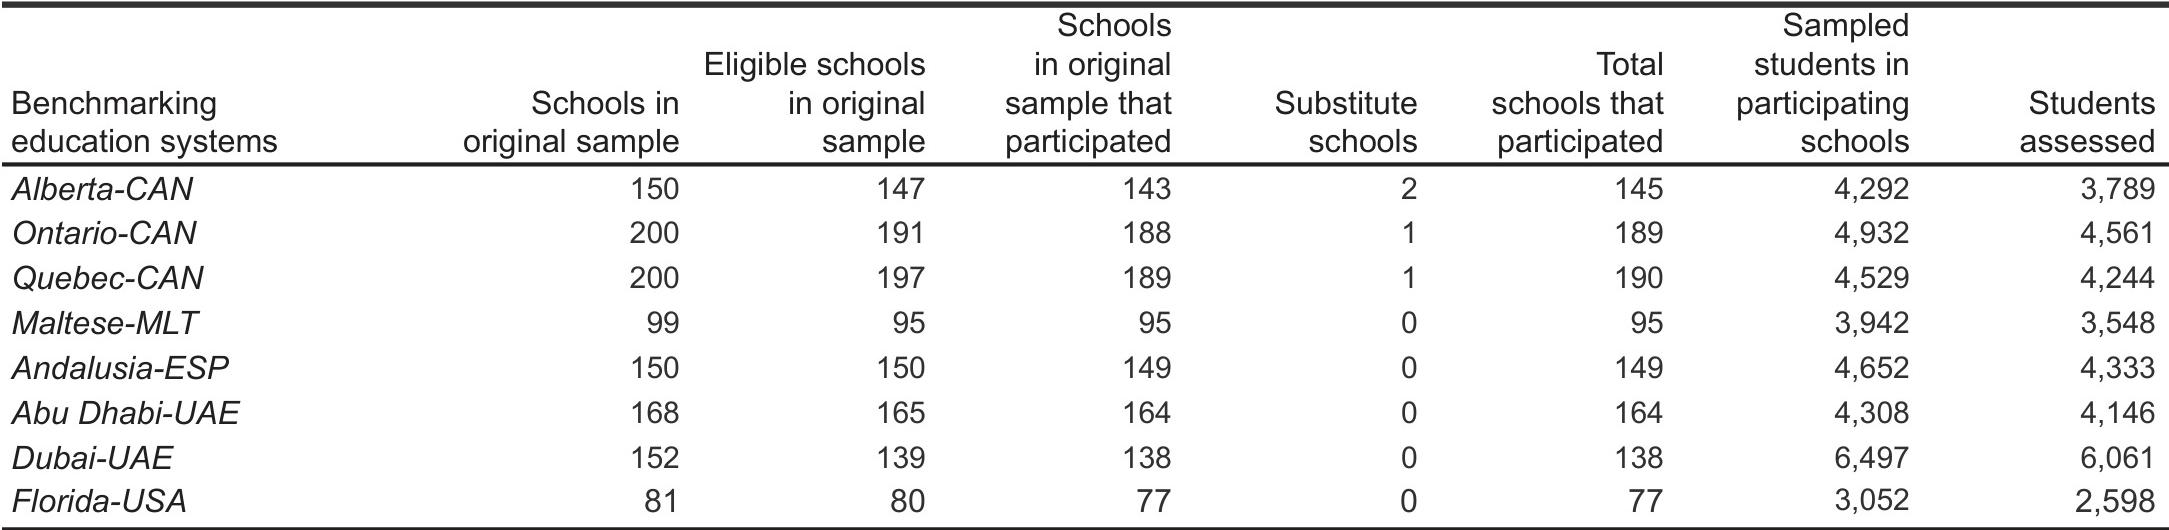 Schools
Sampled
Eligible schools
in original
Total
students in
Benchmarking
Schools in
in original
sample that
Substitute
schools that
participating
Students
education systems
original sample
sample
participated
schools
participated
schools
assessed
Alberta-CAN 150 147 143 2 145 4,292 3,789
Ontario-CAN 200 191 188 1 189 4,932 4,561
Quebec-CAN 200 197 189 1 190 4,529 4,244
Maltese-MLT 99 95 95 0 95 3,942 3,548
Andalusia-ESP 150 150 149 0 149 4,652 4,333
Abu Dhabi-UAE 168 165 164 0 164 4,308 4,146
Dubai-UAE 152 139 138 0 138 6,497 6,061
Florida-USA 81 80 77 0 77 3,052 2,598